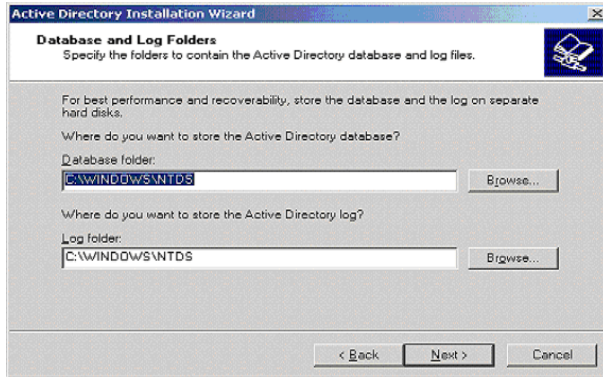 Active Directory Installation Wizard
Database and Log Folders
Specify the folders to contain the Active Directory database and log files.
For best performance and recoverability, store the database and the log on separate
hard disks.
Where do you want to store the Active Directory database?
Database folder:
C:\WINDOWS\NTDS
Browse...
Where do you want to store the Active Directory log?
Log folder:
C:\WINDOWS\NTDS
Browse...
< Back
Next >
Cancel